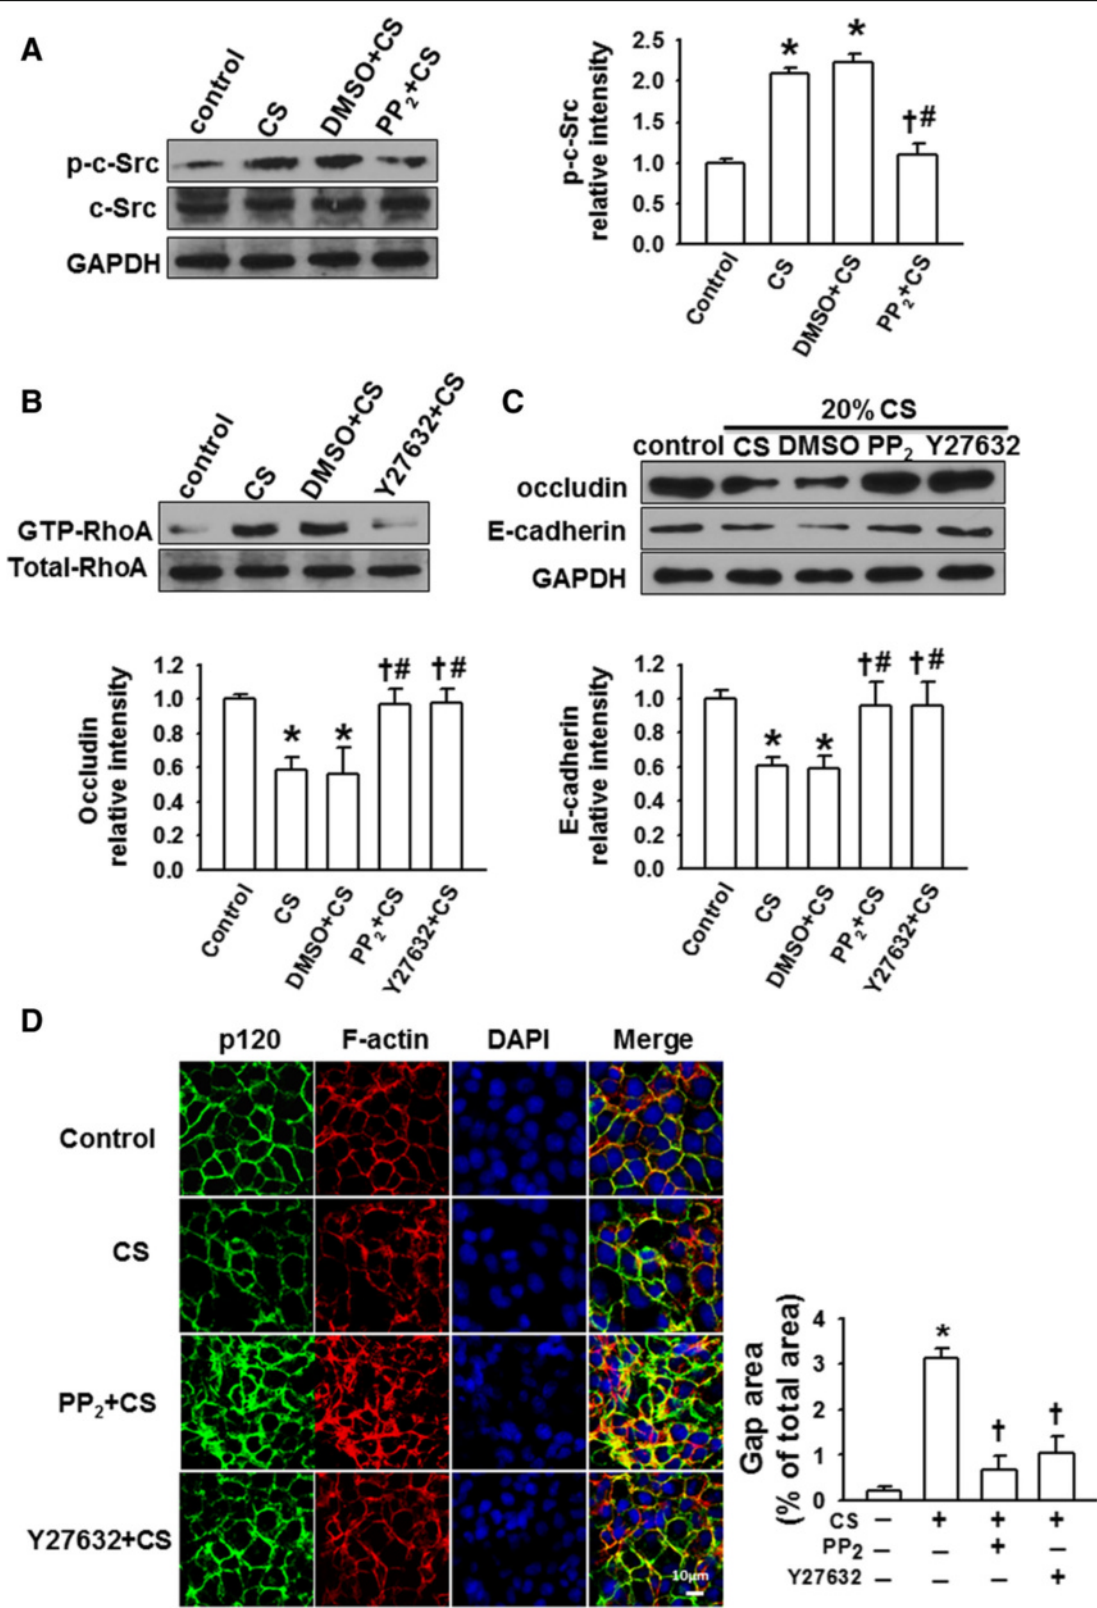 A
control
CS
DMSO+CS
PP2+CS
p-c-Src
c-Src
GAPDH
p-c-Src
relative intensity
2.5
2.0
1.5
1.0
0.5
0.0
*
*
†#
Control
CS
DMSO+CS
PP2+CS
B
control
CS
DMSO+CS
Y27632+CS
GTP-RhoA
Total-RhoA
C
20% CS
control CS DMSO PP2 Y27632
occludin
E-cadherin
GAPDH
Occludin
relative intensity
1.2
1.0
0.8
0.6
0.4
0.2
0.0
*
*
†#
†#
Control
CS
DMSO+CS
PP2+CS
Y27632+CS
E-cadherin
relative intensity
1.2
1.0
0.8
0.6
0.4
0.2
0.0
*
*
†#
†#
Control
CS
DMSO+CS
PP2+CS
Y27632+CS
D
p120 F-actin DAPI Merge
Control
CS
PP2+CS
Y27632+CS
10μm
Gap area
(% of total area)
4
3
2
1
0
*
†
†
CS − + + +
PP2 − − + −
Y27632 − − − +